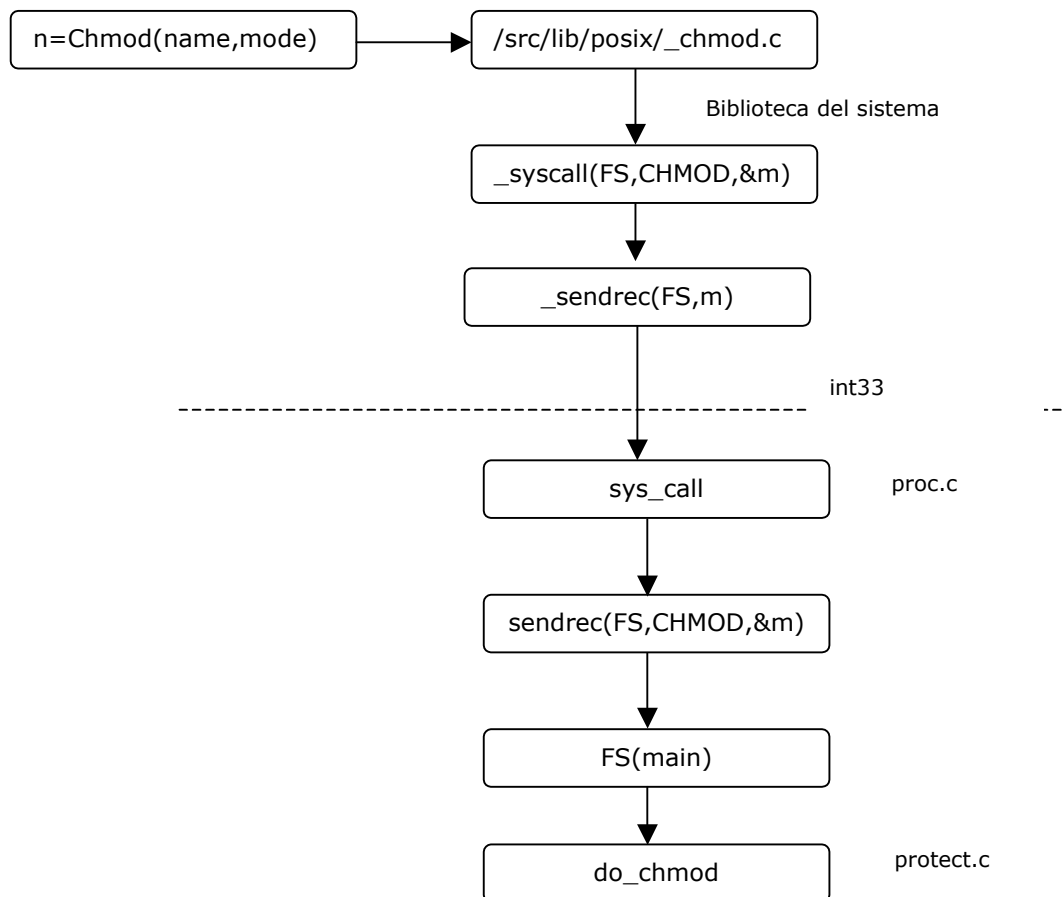 n=Chmod(name,mode)
/src/lib/posix/_chmod.c
Biblioteca del sistema
_syscall(FS,CHMOD,&m)
_sendrec(FS,m)
int33
sys_call
proc.c
sendrec(FS,CHMOD,&m)
FS(main)
do_chmod
protect.c